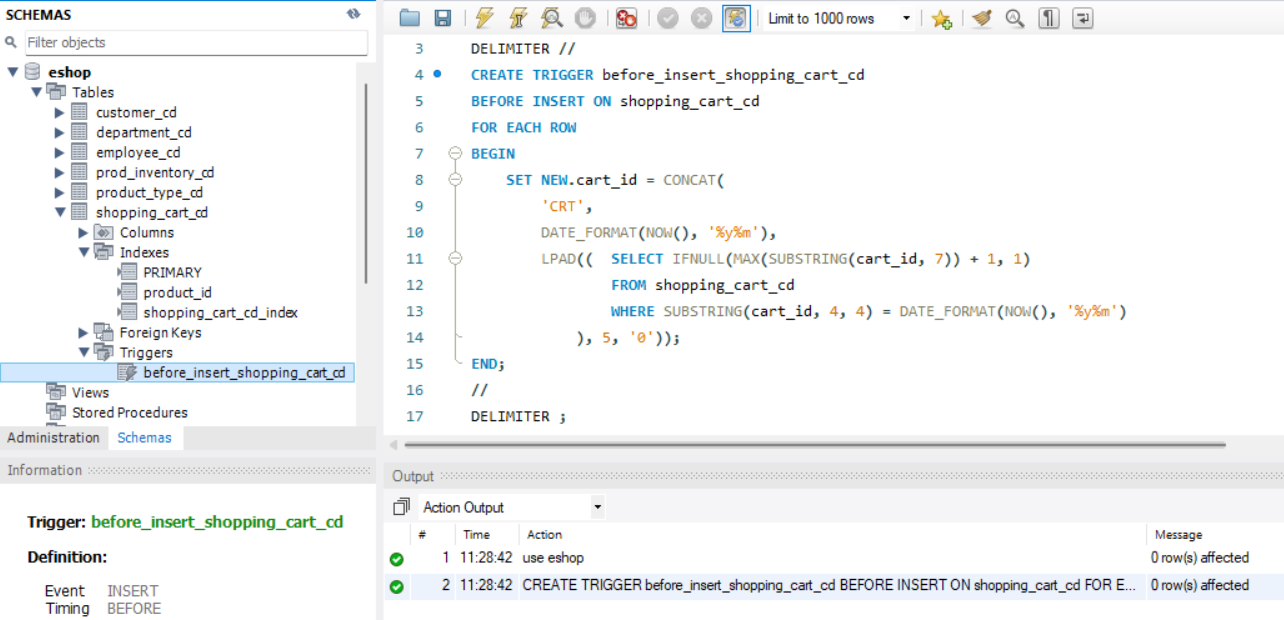 SCHEMAS
Filter objects
eshop
Tables
customer_cd
department_cd
employee_cd
prod_inventory_cd
product_type_cd
shopping_cart_cd
Columns
Indexes
PRIMARY
product_id
shopping_cart_cd_index
Foreign Keys
Triggers
before_insert_shopping_cart_cd
Views
Stored Procedures
Administration Schemas
Information
Trigger: before_insert_shopping_cart_cd
Definition:
Event INSERT
Timing BEFORE
Limit to 1000 rows
3 DELIMITER //
4 CREATE TRIGGER before_insert_shopping_cart_cd
5 BEFORE INSERT ON shopping_cart_cd
6 FOR EACH ROW
7 BEGIN
8 SET NEW.cart_id = CONCAT(
9 'CRT',
10 DATE_FORMAT(NOW(), '%y%m'),
11 LPAD(( SELECT IFNULL(MAX(SUBSTRING(cart_id, 7)) + 1, 1)
12 FROM shopping_cart_cd
13 WHERE SUBSTRING(cart_id, 4, 4) = DATE_FORMAT(NOW(), '%y%m')
14 ), 5, '0'));
15 END;
16 //
17 DELIMITER ;
Output
Action Output
# Time Action Message
1 11:28:42 use eshop 0 row(s) affected
2 11:28:42 CREATE TRIGGER before_insert_shopping_cart_cd BEFORE INSERT ON shopping_cart_cd FOR E... 0 row(s) affected